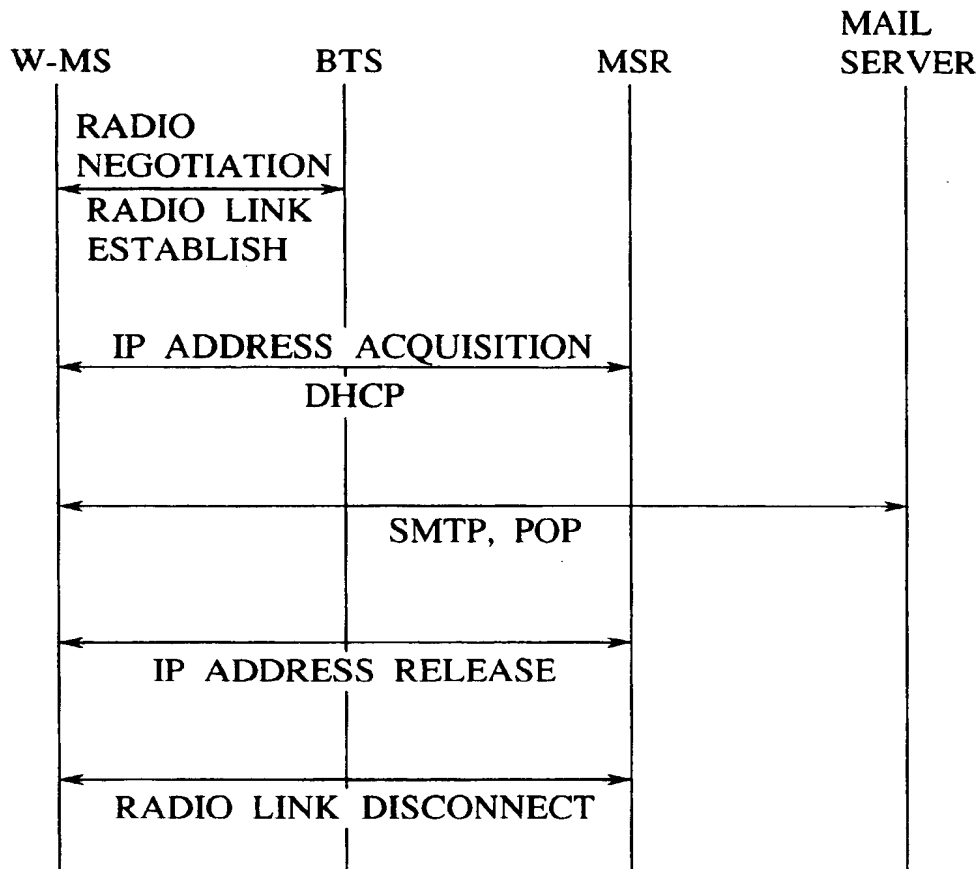 W-MS
BTS
MSR
MAIL
SERVER
RADIO
NEGOTIATION
RADIO LINK
ESTABLISH
IP ADDRESS ACQUISITION
DHCP
SMTP, POP
IP ADDRESS RELEASE
RADIO LINK DISCONNECT